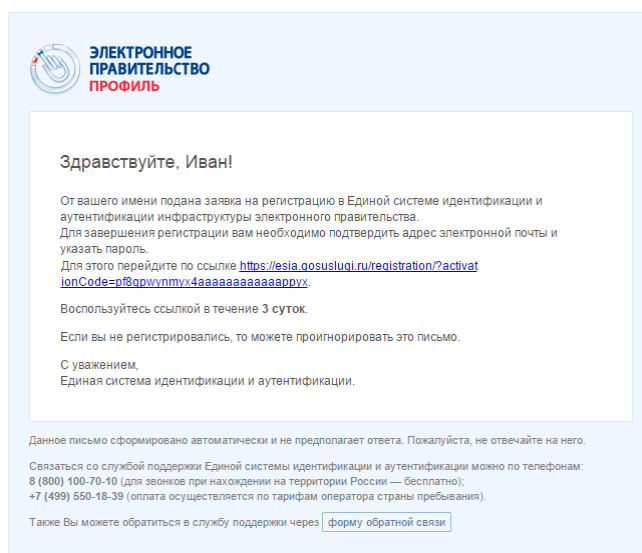 ЭЛЕКТРОННОЕ
ПРАВИТЕЛЬСТВО
ПРОФИЛЬ
Здравствуйте, Иван!
От вашего имени подана заявка на регистрацию в Единой системе идентификации и
аутентификации инфраструктуры электронного правительства.
Для завершения регистрации вам необходимо подтвердить адрес электронной почты и
указать пароль.
Для этого перейдите по ссылке https://esia.gosuslugi.ru/registration/?activat
ionCode=pf8gpwynmyx4aaaaaaaaaaappyx.
Воспользуйтесь ссылкой в течение 3 суток.
Если вы не регистрировались, то можете проигнорировать это письмо.
С уважением,
Единая система идентификации и аутентификации.
Данное письмо сформировано автоматически и не предполагает ответа. Пожалуйста, не отвечайте на него.
Связаться со службой поддержки Единой системы идентификации и аутентификации можно по телефонам:
8 (800) 100-70-10 (для звонков при нахождении на территории России — бесплатно);
+7 (499) 550-18-39 (оплата осуществляется по тарифам оператора страны пребывания).
Также Вы можете обратиться в службу поддержки через форму обратной связи